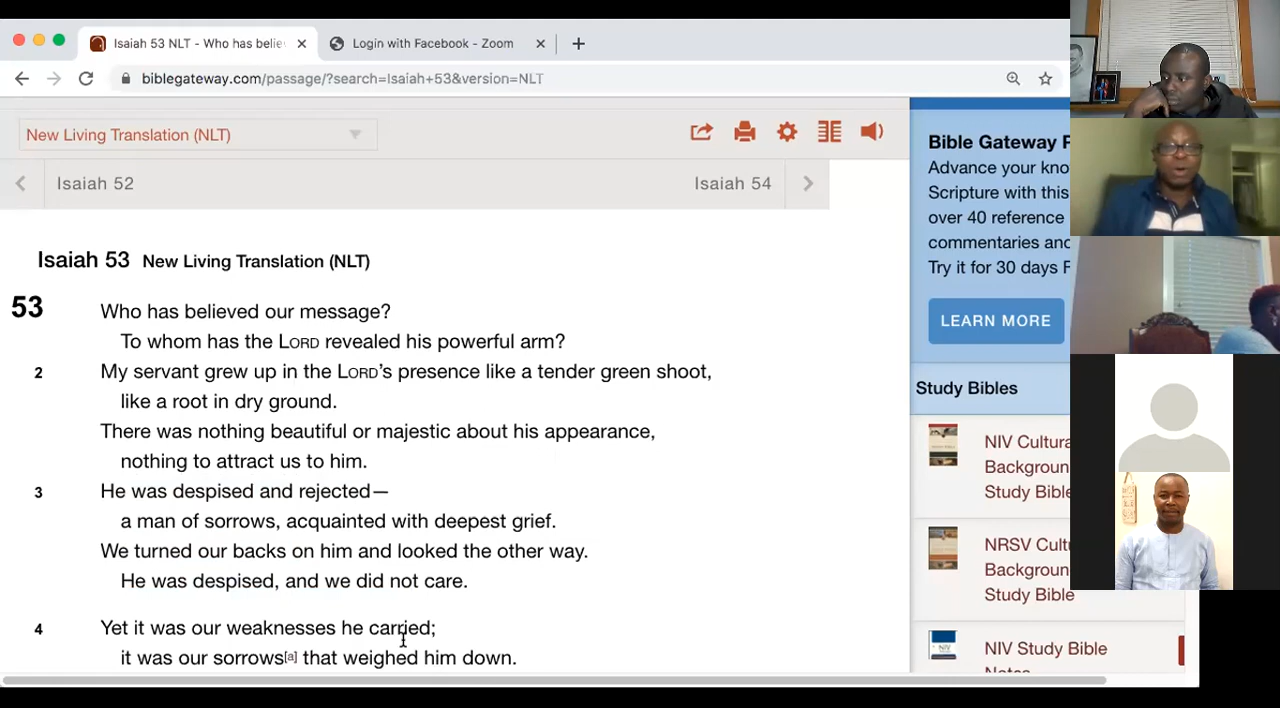 Isaiah 53 NLT - Who has belie
Login with Facebook - Zoom
biblegateway.com/passage/?search=Isaiah+53&version=NLT
New Living Translation (NLT)
Isaiah 52
Isaiah 54
Isaiah 53 New Living Translation (NLT)
53 Who has believed our message?
To whom has the LORD revealed his powerful arm?
2 My servant grew up in the LORD's presence like a tender green shoot,
like a root in dry ground.
There was nothing beautiful or majestic about his appearance,
nothing to attract us to him.
3 He was despised and rejected—
a man of sorrows, acquainted with deepest grief.
We turned our backs on him and looked the other way.
He was despised, and we did not care.
4 Yet it was our weaknesses he carried;
it was our sorrows[a] that weighed him down.
Bible Gateway P
Advance your kno
Scripture with this
over 40 reference
commentaries and
Try it for 30 days F
LEARN MORE
Study Bibles
NIV Cultura
Backgroun
Study Bible
NRSV Cultu
Backgroun
Study Bible
NIV Study Bible
Notes